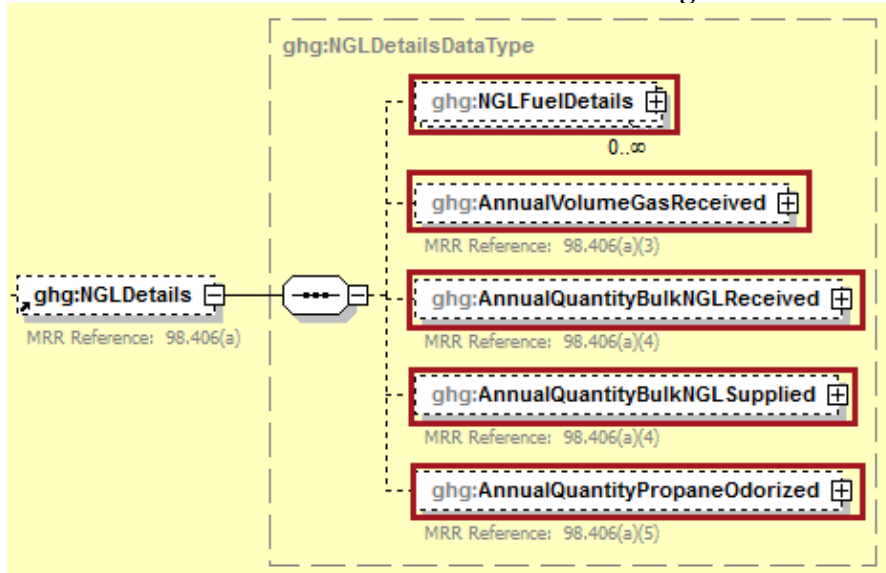 ghg:NGLDetailsDataType
ghg:NGLFuelDetails
0..∞
ghg:AnnualVolumeGasReceived
MRR Reference: 98.406(a)(3)
ghg:NGLDetails
MRR Reference: 98.406(a)
ghg:AnnualQuantityBulkNGLReceived
MRR Reference: 98.406(a)(4)
ghg:AnnualQuantityBulkNGLSupplied
MRR Reference: 98.406(a)(4)
ghg:AnnualQuantityPropaneOdorized
MRR Reference: 98.406(a)(5)